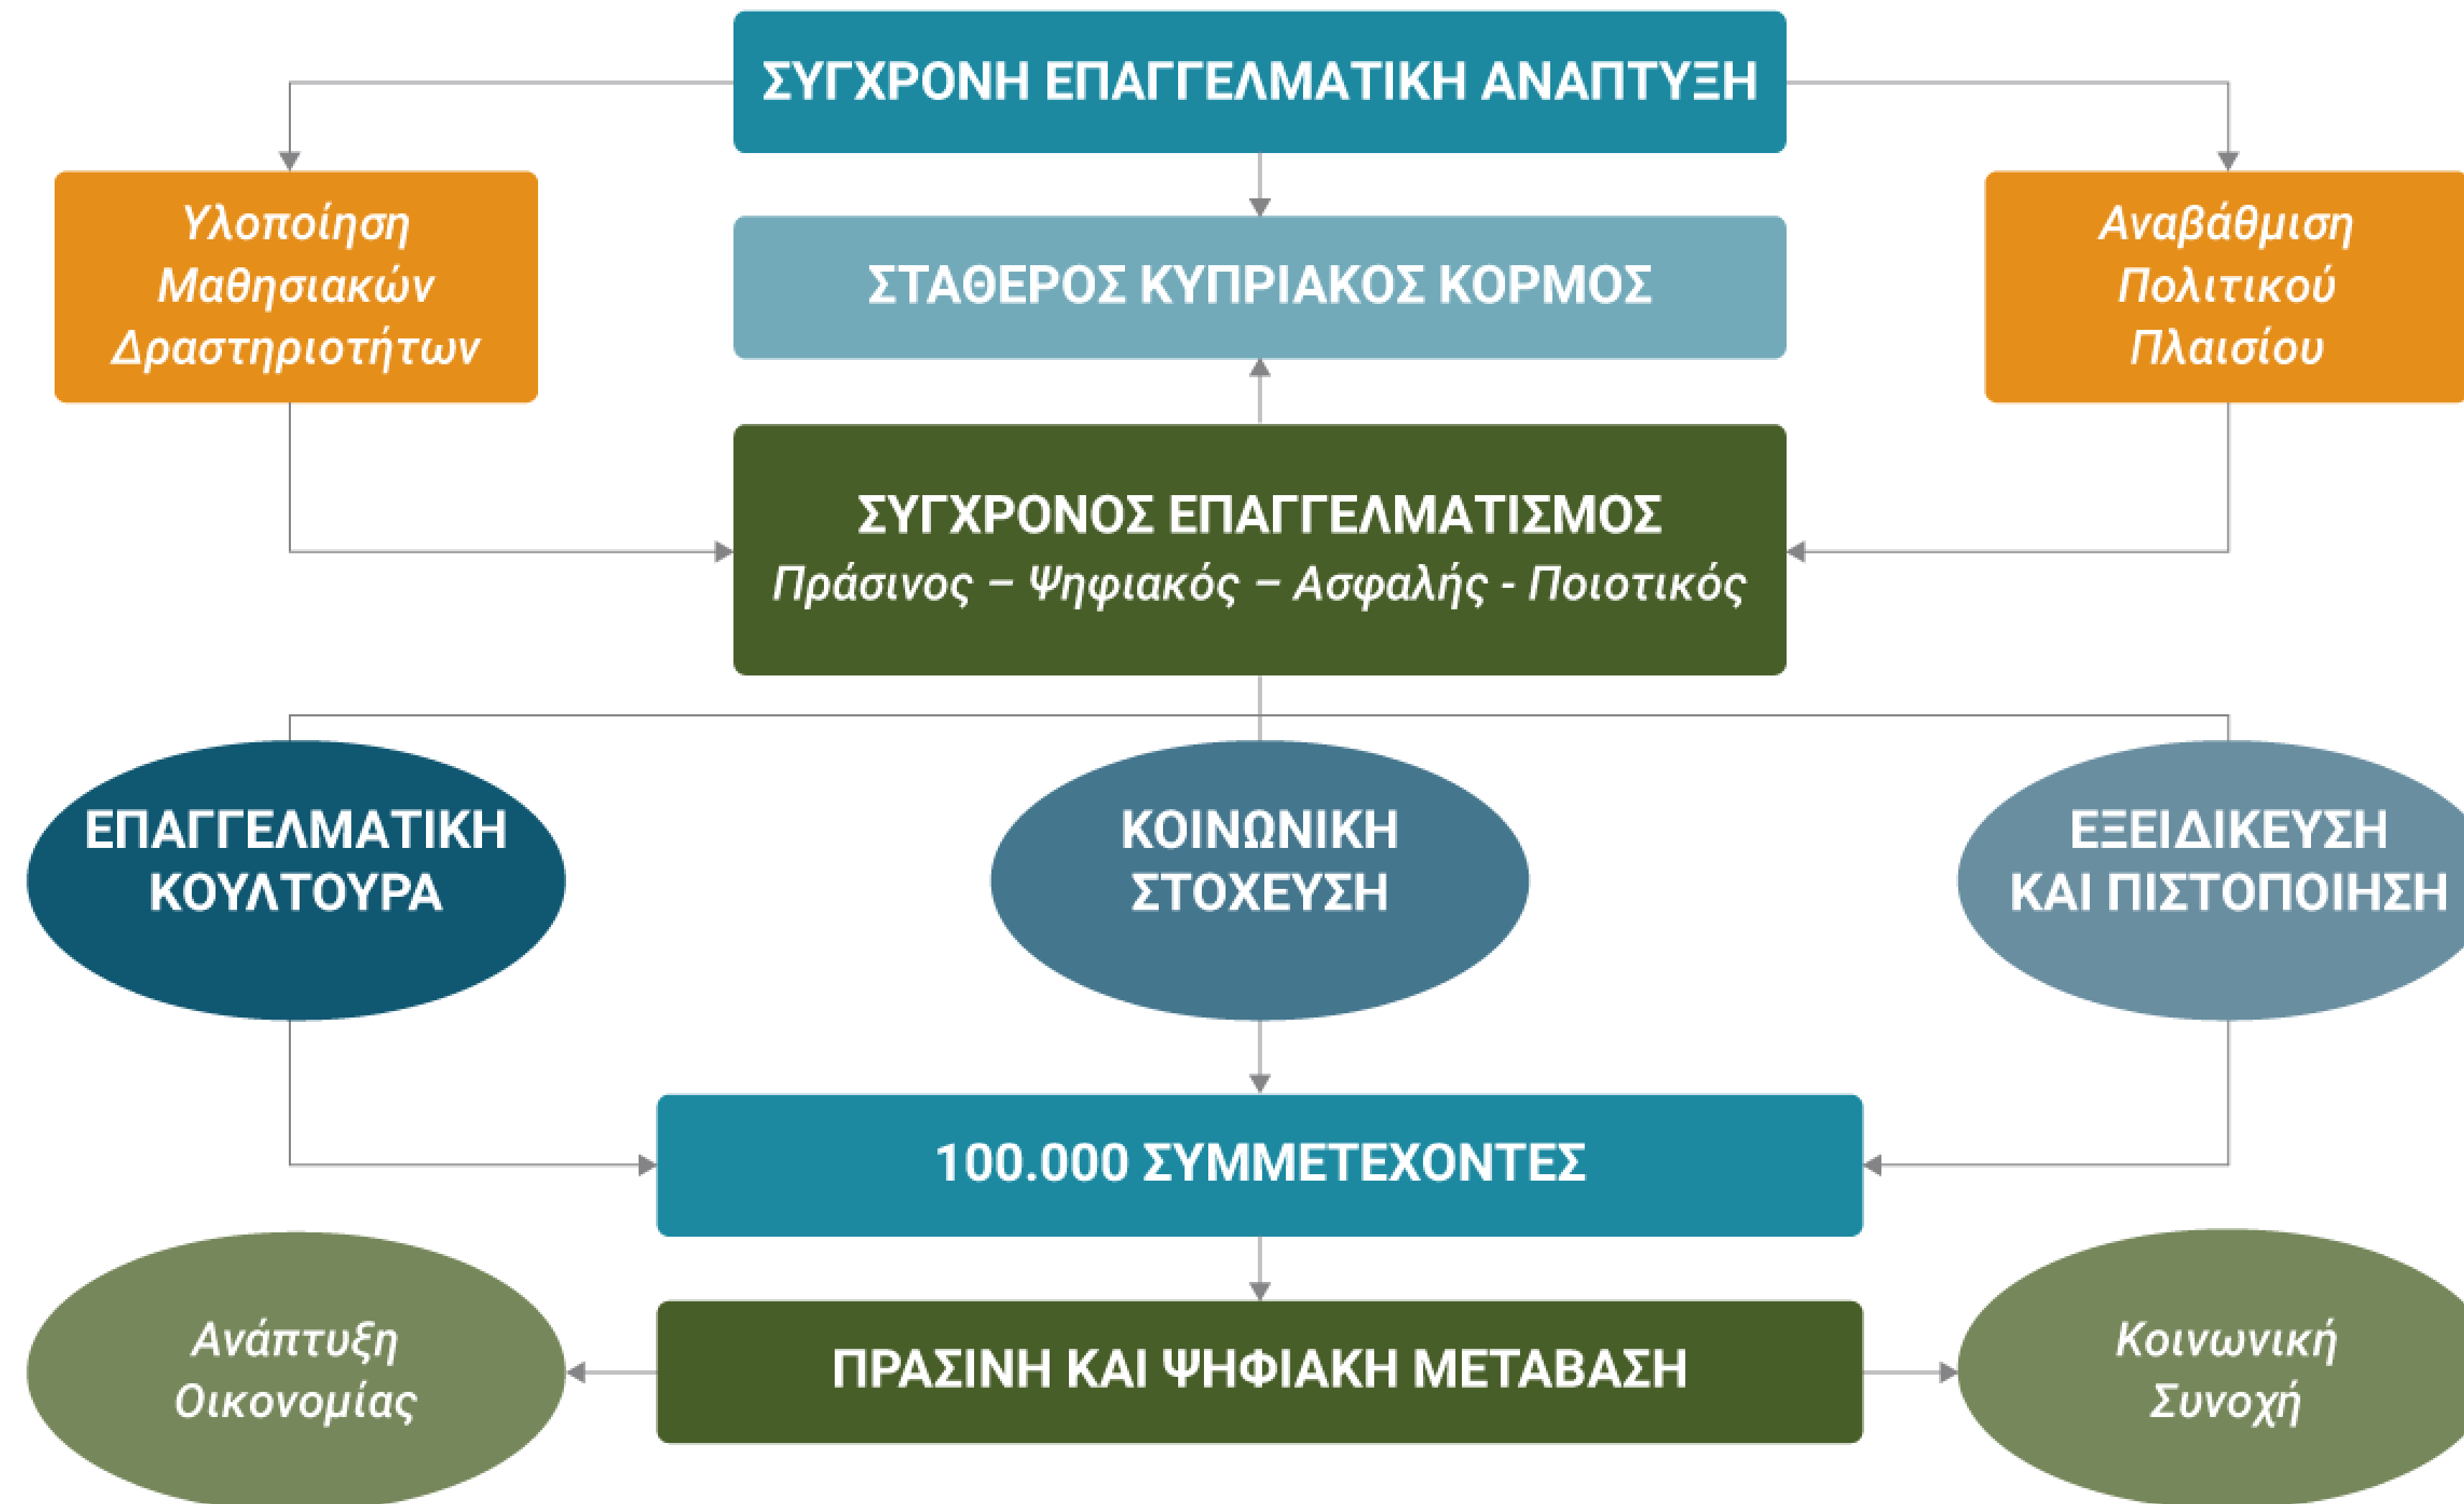 ΣΥΓΧΡΟΝΗ ΕΠΑΓΓΕΛΜΑΤΙΚΗ ΑΝΑΠΤΥΞΗ
Υλοποίηση
Μαθησιακών
Δραστηριοτήτων
ΣΤΑΘΕΡΟΣ ΚΥΠΡΙΑΚΟΣ ΚΟΡΜΟΣ
Αναβάθμιση
Πολιτικού
Πλαισίου
ΣΥΓΧΡΟΝΟΣ ΕΠΑΓΓΕΛΜΑΤΙΣΜΟΣ
Πράσινος – Ψηφιακός – Ασφαλής - Ποιοτικός
ΕΠΑΓΓΕΛΜΑΤΙΚΗ
ΚΟΥΛΤΟΥΡΑ
ΚΟΙΝΩΝΙΚΗ
ΣΤΟΧΕΥΣΗ
ΕΞΕΙΔΙΚΕΥΣΗ
ΚΑΙ ΠΙΣΤΟΠΟΙΗΣΗ
100.000 ΣΥΜΜΕΤΕΧΟΝΤΕΣ
Ανάπτυξη
Οικονομίας
ΠΡΑΣΙΝΗ ΚΑΙ ΨΗΦΙΑΚΗ ΜΕΤΑΒΑΣΗ
Κοινωνική
Συνοχή